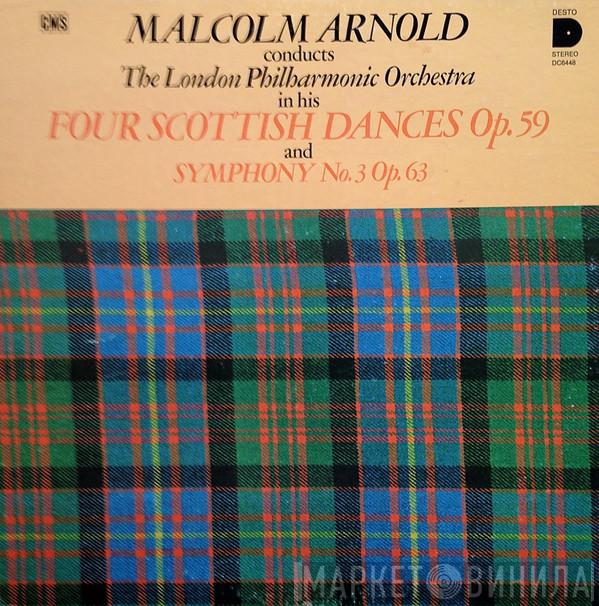 CMS
MALCOLM ARNOLD
conducts
The London Philharmonic Orchestra
in his
FOUR SCOTTISH DANCES Op. 59
and
SYMPHONY No. 3 Op. 63
DESTO
D
STEREO
DC6448
МАРКЕТ ВИНИЛА